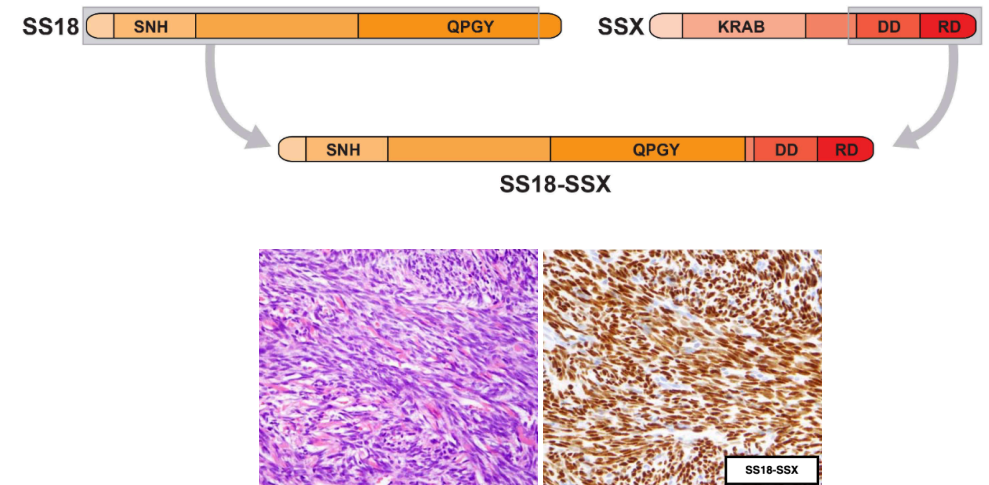 SS18 SNH QPGY SSX KRAB DD RD
SNH QPGY DD RD
SS18-SSX
SS18-SSX